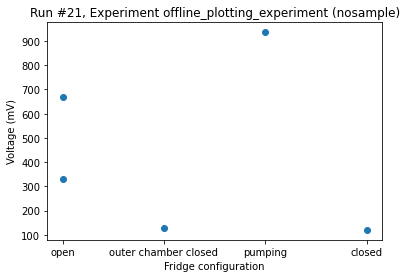 Run #21, Experiment offline_plotting_experiment (nosample)
900
800
700
600
500
400
300
200
100
Voltage (mV)
open
outer chamber closed
pumping
closed
Fridge configuration